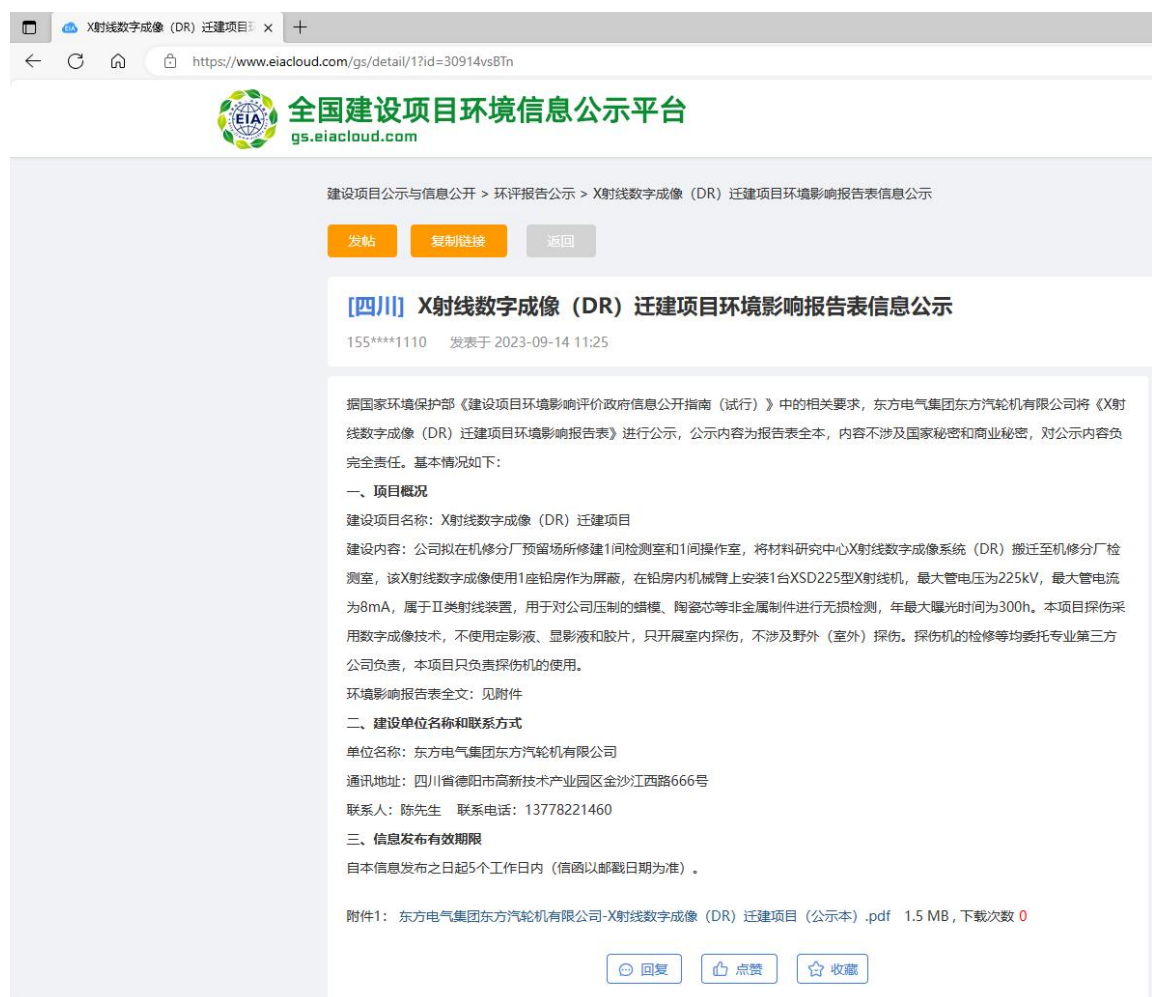 X射线数字成像（DR）迁建项目环
https://www.eiacloud.com/gs/detail/1?id=30914vsBTn
EIA
全国建设项目环境信息公示平台
gs.eiacloud.com
建设项目公示与信息公开 > 环评报告公示 > X射线数字成像（DR）迁建项目环境影响报告表信息公示
发帖 复制链接 返回
[四川] X射线数字成像（DR）迁建项目环境影响报告表信息公示
155****1110 发表于 2023-09-14 11:25
据国家环境保护部《建设项目环境影响评价政府信息公开指南（试行）》中的相关要求，东方电气集团东方汽轮机有限公司将《X射
线数字成像（DR）迁建项目环境影响报告表》进行公示，公示内容为报告表全本，内容不涉及国家秘密和商业秘密，对公示内容负
完全责任。基本情况如下：
一、项目概况
建设项目名称：X射线数字成像（DR）迁建项目
建设内容：公司拟在机修分厂预留场所修建1间检测室和1间操作室，将材料研究中心X射线数字成像系统（DR）搬迁至机修分厂检
测室，该X射线数字成像使用1座铅房作为屏蔽，在铅房内机械臂上安装1台XSD225型X射线机，最大管电压为225kV，最大管电流
为8mA，属于Ⅱ类射线装置，用于对公司压制的蜡模、陶瓷芯等非金属制件进行无损检测，年最大曝光时间为300h。本项目探伤采
用数字成像技术，不使用定影液、显影液和胶片，只开展室内探伤，不涉及野外（室外）探伤。探伤机的检修等均委托专业第三方
公司负责，本项目只负责探伤机的使用。
环境影响报告表全文：见附件
二、建设单位名称和联系方式
单位名称：东方电气集团东方汽轮机有限公司
通讯地址：四川省德阳市高新技术产业园区金沙江西路666号
联系人：陈先生 联系电话：13778221460
三、信息发布有效期限
自本信息发布之日起5个工作日内（信函以邮戳日期为准）。
附件1： 东方电气集团东方汽轮机有限公司-X射线数字成像（DR）迁建项目（公示本）.pdf 1.5 MB , 下载次数 0
回复 点赞 收藏